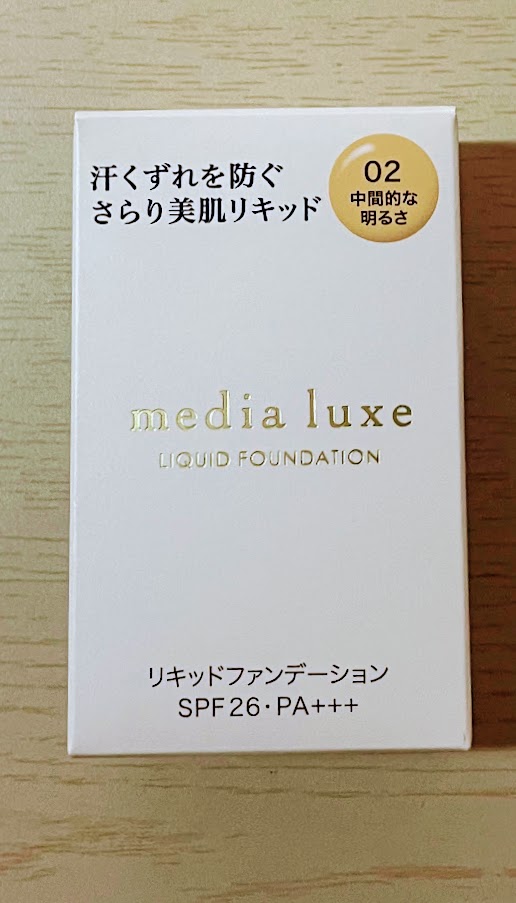 汗くずれを防ぐ
さらり美肌リキッド
02
中間的な
明るさ
media luxe
LIQUID FOUNDATION
リキッドファンデーション
SPF26・PA+++